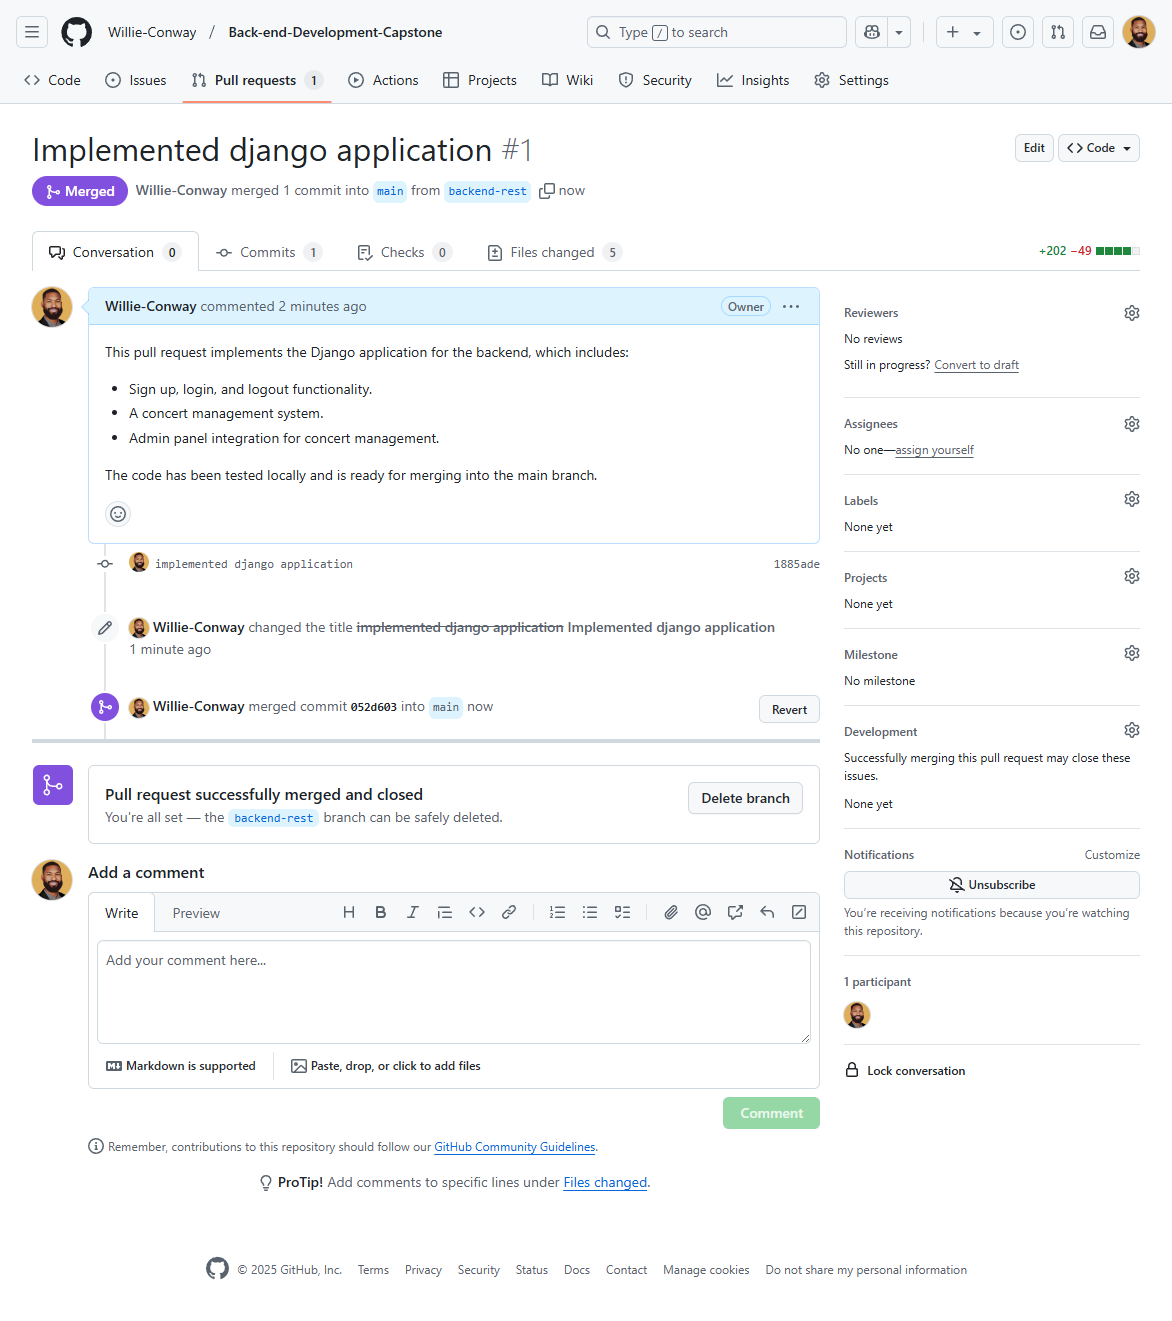 Willie-Conway / Back-end-Development-Capstone
Type / to search
Code
Issues
Pull requests 1
Actions
Projects
Wiki
Security
Insights
Settings
Implemented django application #1
Edit
Code
Merged
Willie-Conway merged 1 commit into main from backend-rest now
Conversation 0
Commits 1
Checks 0
Files changed 5
+202 −49
Willie-Conway commented 2 minutes ago
Owner
This pull request implements the Django application for the backend, which includes:
• Sign up, login, and logout functionality.
• A concert management system.
• Admin panel integration for concert management.
The code has been tested locally and is ready for merging into the main branch.
implemented django application
1885ade
Willie-Conway changed the title implemented django application Implemented django application
1 minute ago
Willie-Conway merged commit 052d603 into main now
Revert
Pull request successfully merged and closed
You're all set — the backend-rest branch can be safely deleted.
Delete branch
Add a comment
Write
Preview
Add your comment here...
Markdown is supported
Paste, drop, or click to add files
Comment
Remember, contributions to this repository should follow our GitHub Community Guidelines.
ProTip! Add comments to specific lines under Files changed.
Reviewers
No reviews
Still in progress? Convert to draft
Assignees
No one—assign yourself
Labels
None yet
Projects
None yet
Milestone
No milestone
Development
Successfully merging this pull request may close these
issues.
None yet
Notifications
Customize
Unsubscribe
You're receiving notifications because you're watching
this repository.
1 participant
Lock conversation
© 2025 GitHub, Inc.
Terms
Privacy
Security
Status
Docs
Contact
Manage cookies
Do not share my personal information